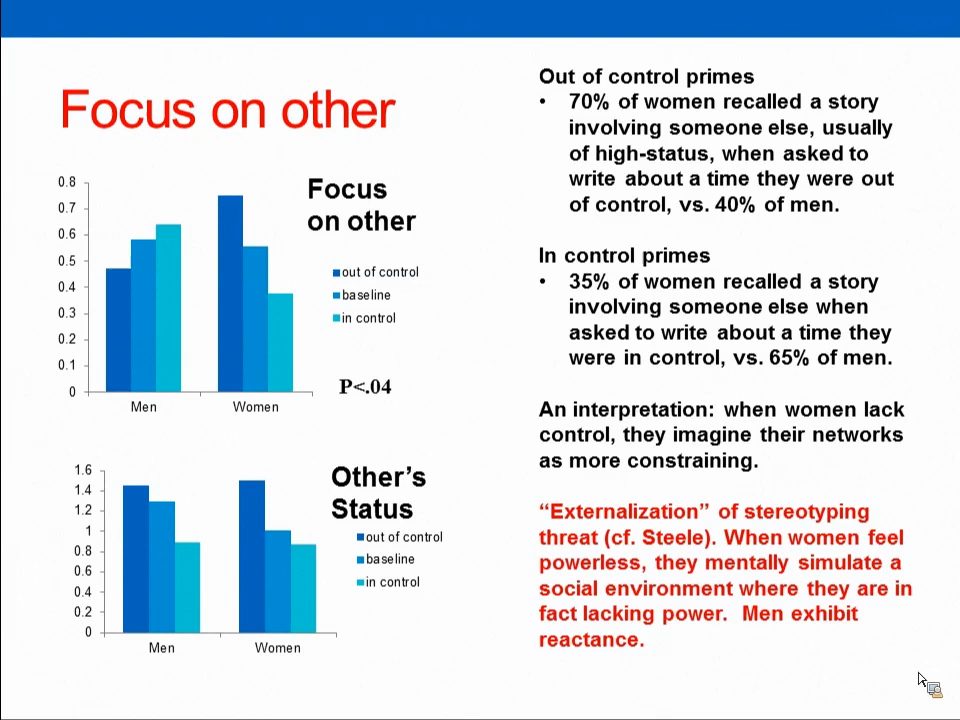 Focus on other
Focus
on other
0.8
0.7
0.6
0.5
0.4
0.3
0.2
0.1
0
Men
Women
out of control
baseline
in control
P<.04
Other's
Status
1.6
1.4
1.2
1
0.8
0.6
0.4
0.2
0
Men
Women
out of control
baseline
in control
Out of control primes
• 70% of women recalled a story
involving someone else, usually
of high-status, when asked to
write about a time they were out
of control, vs. 40% of men.
In control primes
• 35% of women recalled a story
involving someone else when
asked to write about a time they
were in control, vs. 65% of men.
An interpretation: when women lack
control, they imagine their networks
as more constraining.
“Externalization” of stereotyping
threat (cf. Steele). When women feel
powerless, they mentally simulate a
social environment where they are in
fact lacking power. Men exhibit
reactance.